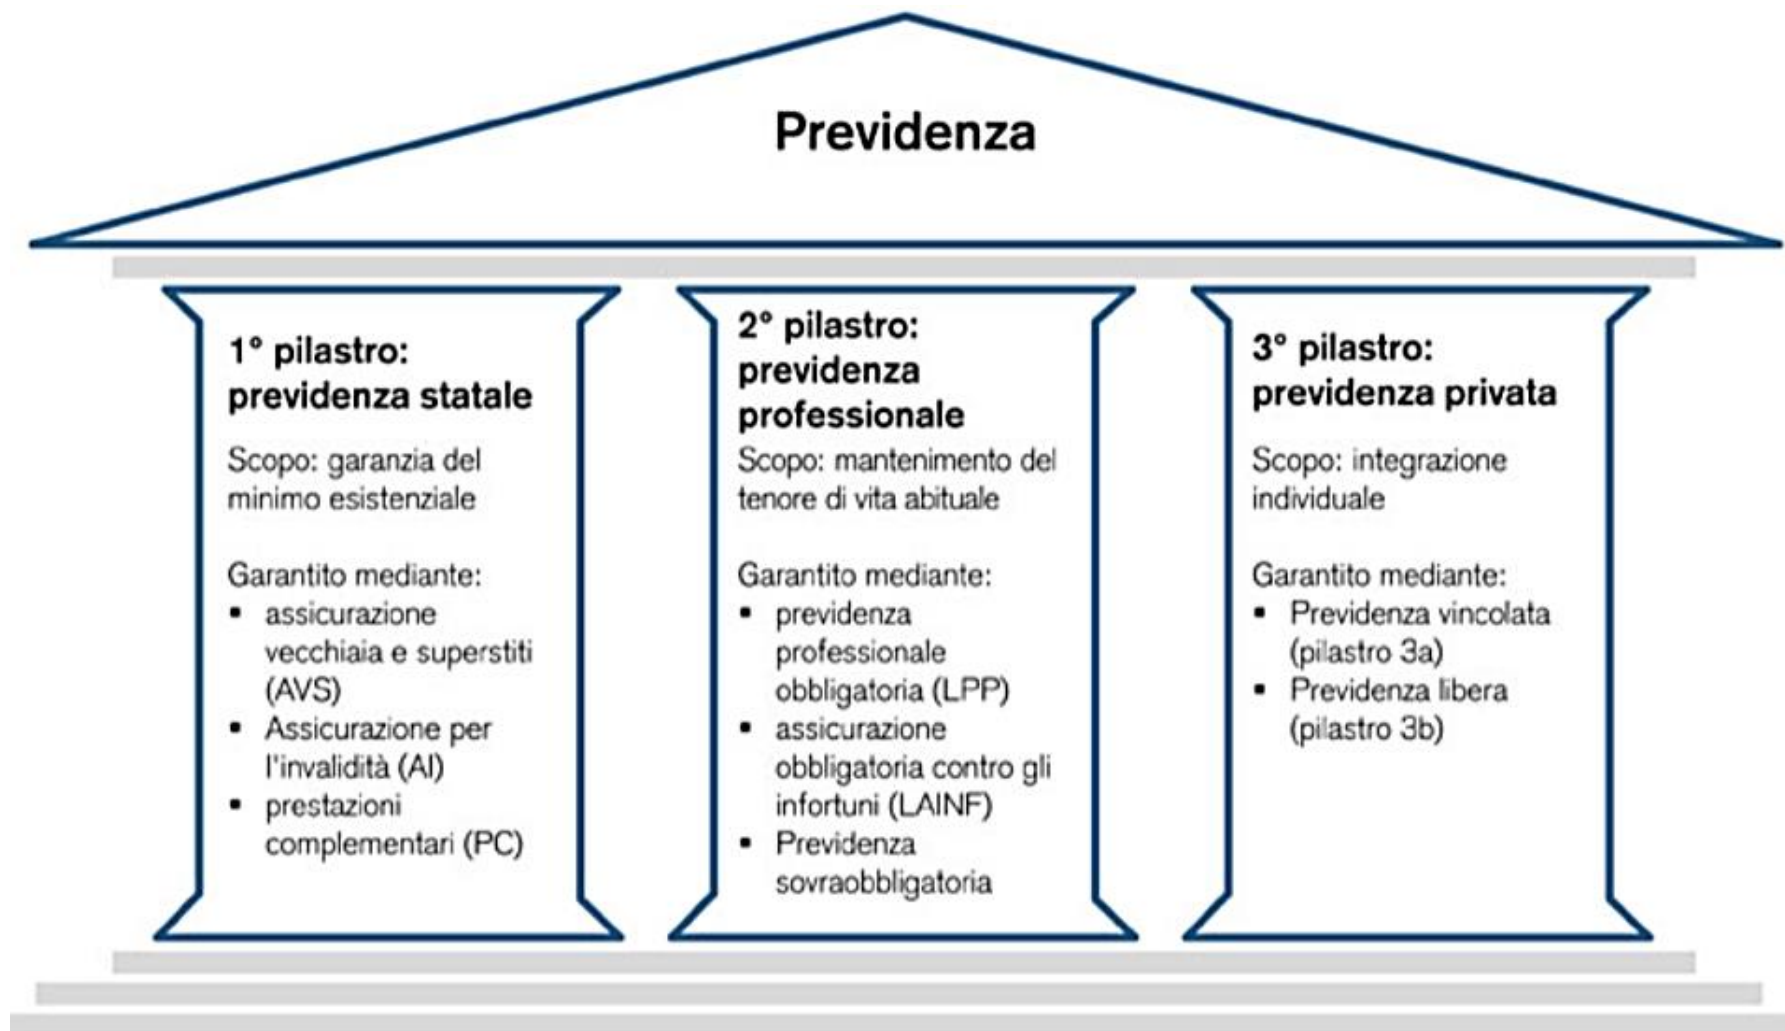 Previdenza
1° pilastro:
previdenza statale
Scopo: garanzia del
minimo esistenziale
Garantito mediante:
▪ assicurazione
vecchiaia e superstiti
(AVS)
▪ Assicurazione per
l'invalidità (AI)
▪ prestazioni
complementari (PC)
2° pilastro:
previdenza
professionale
Scopo: mantenimento del
tenore di vita abituale
Garantito mediante:
▪ previdenza
professionale
obbligatoria (LPP)
▪ assicurazione
obbligatoria contro gli
infortuni (LAINF)
▪ Previdenza
sovraobbligatoria
3° pilastro:
previdenza privata
Scopo: integrazione
individuale
Garantito mediante:
▪ Previdenza vincolata
(pilastro 3a)
▪ Previdenza libera
(pilastro 3b)